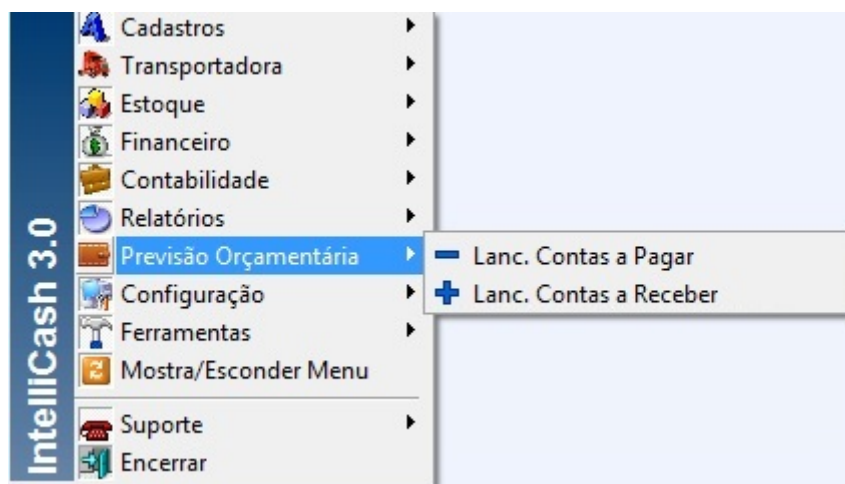 IntelliCash 3.0
Cadastros
Transportadora
Estoque
Financeiro
Contabilidade
Relatórios
Previsão Orçamentária
Lanc. Contas a Pagar
Configuração
Lanc. Contas a Receber
Ferramentas
Mostra/Esconder Menu
Suporte
Encerrar